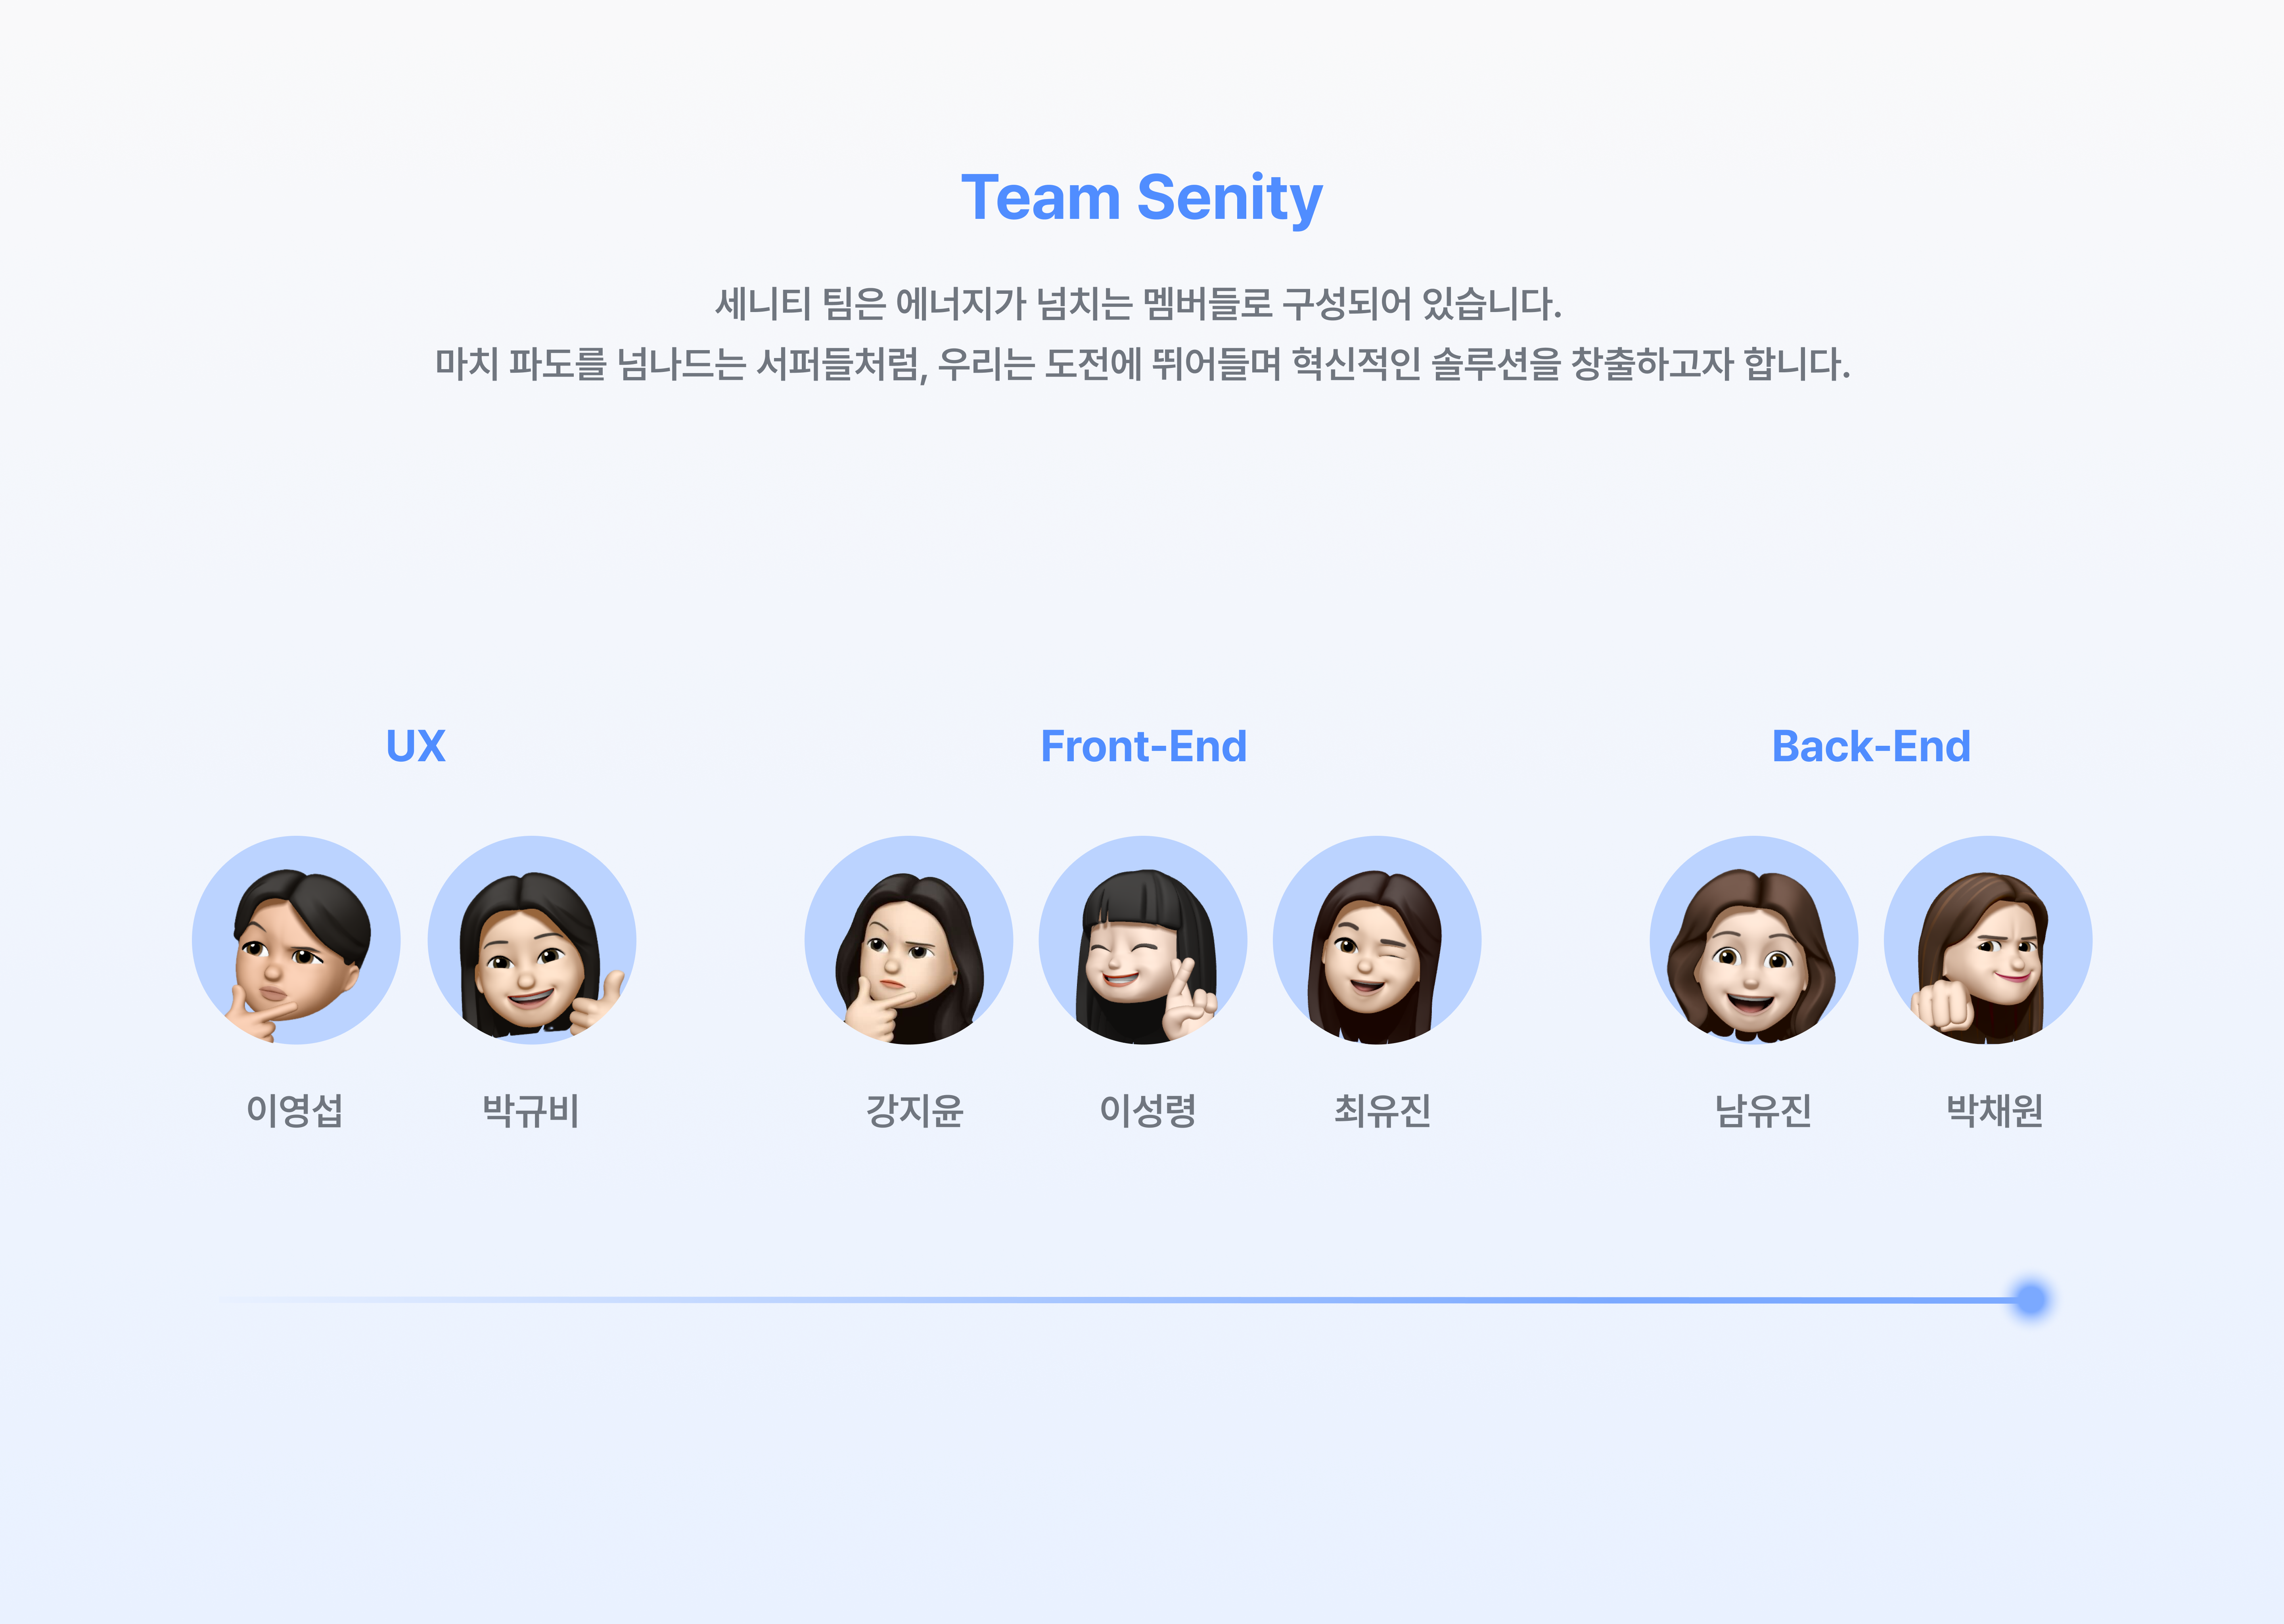 Team Senity
세니티 팀은 에너지가 넘치는 멤버들로 구성되어 있습니다.
마치 파도를 넘나드는 서퍼들처럼, 우리는 도전에 뛰어들며 혁신적인 솔루션을 창출하고자 합니다.
UX
Front-End
Back-End
이영섭
박규비
강지윤
이성령
최유진
남유진
박채원